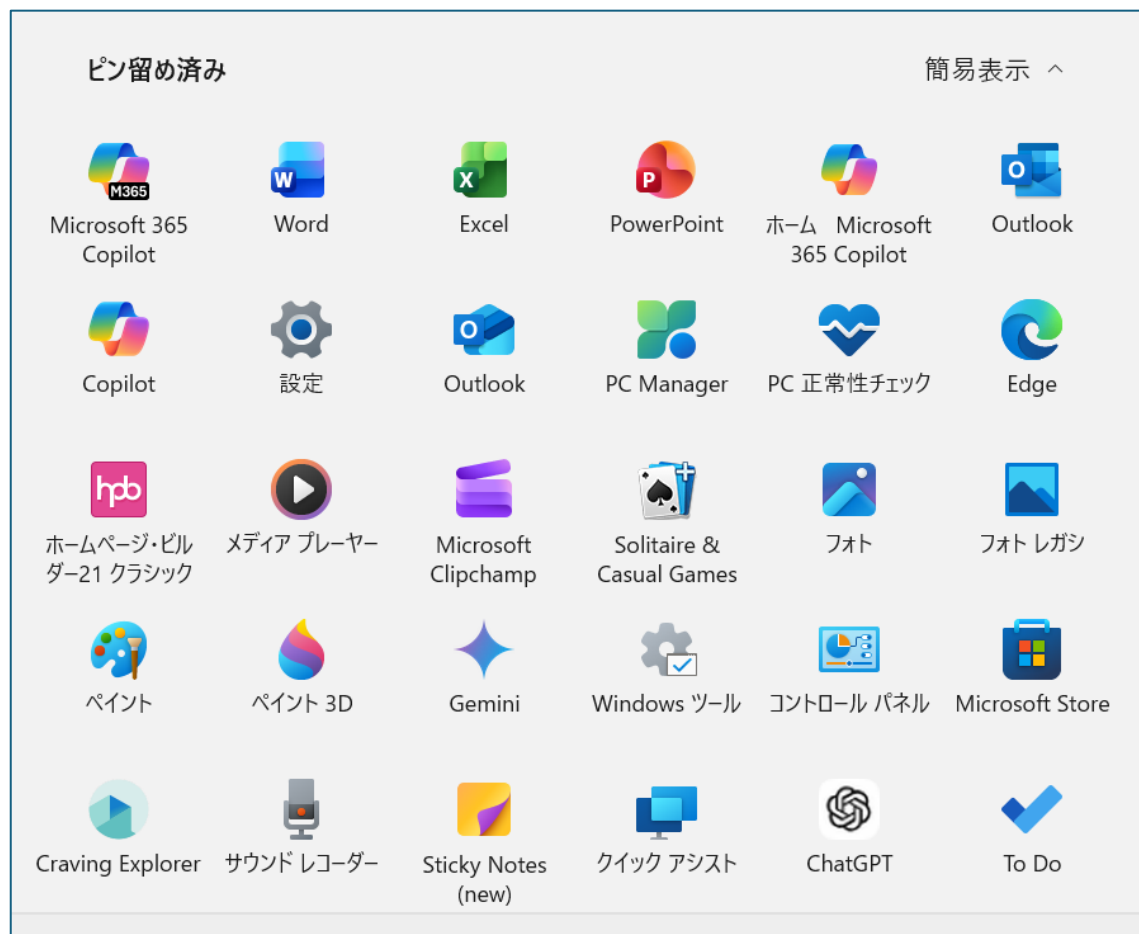 ピン留め済み 簡易表示
M365 W X P O
Microsoft 365 Word Excel PowerPoint ホーム Microsoft Outlook
Copilot 365 Copilot
O
Copilot 設定 Outlook PC Manager PC 正常性チェック Edge
hpb
ホームページ・ビル メディア プレーヤー Microsoft Solitaire & フォト フォト レガシ
ダー21 クラシック Clipchamp Casual Games
ペイント ペイント 3D Gemini Windows ツール コントロール パネル Microsoft Store
Craving Explorer サウンド レコーダー Sticky Notes クイック アシスト ChatGPT To Do
(new)